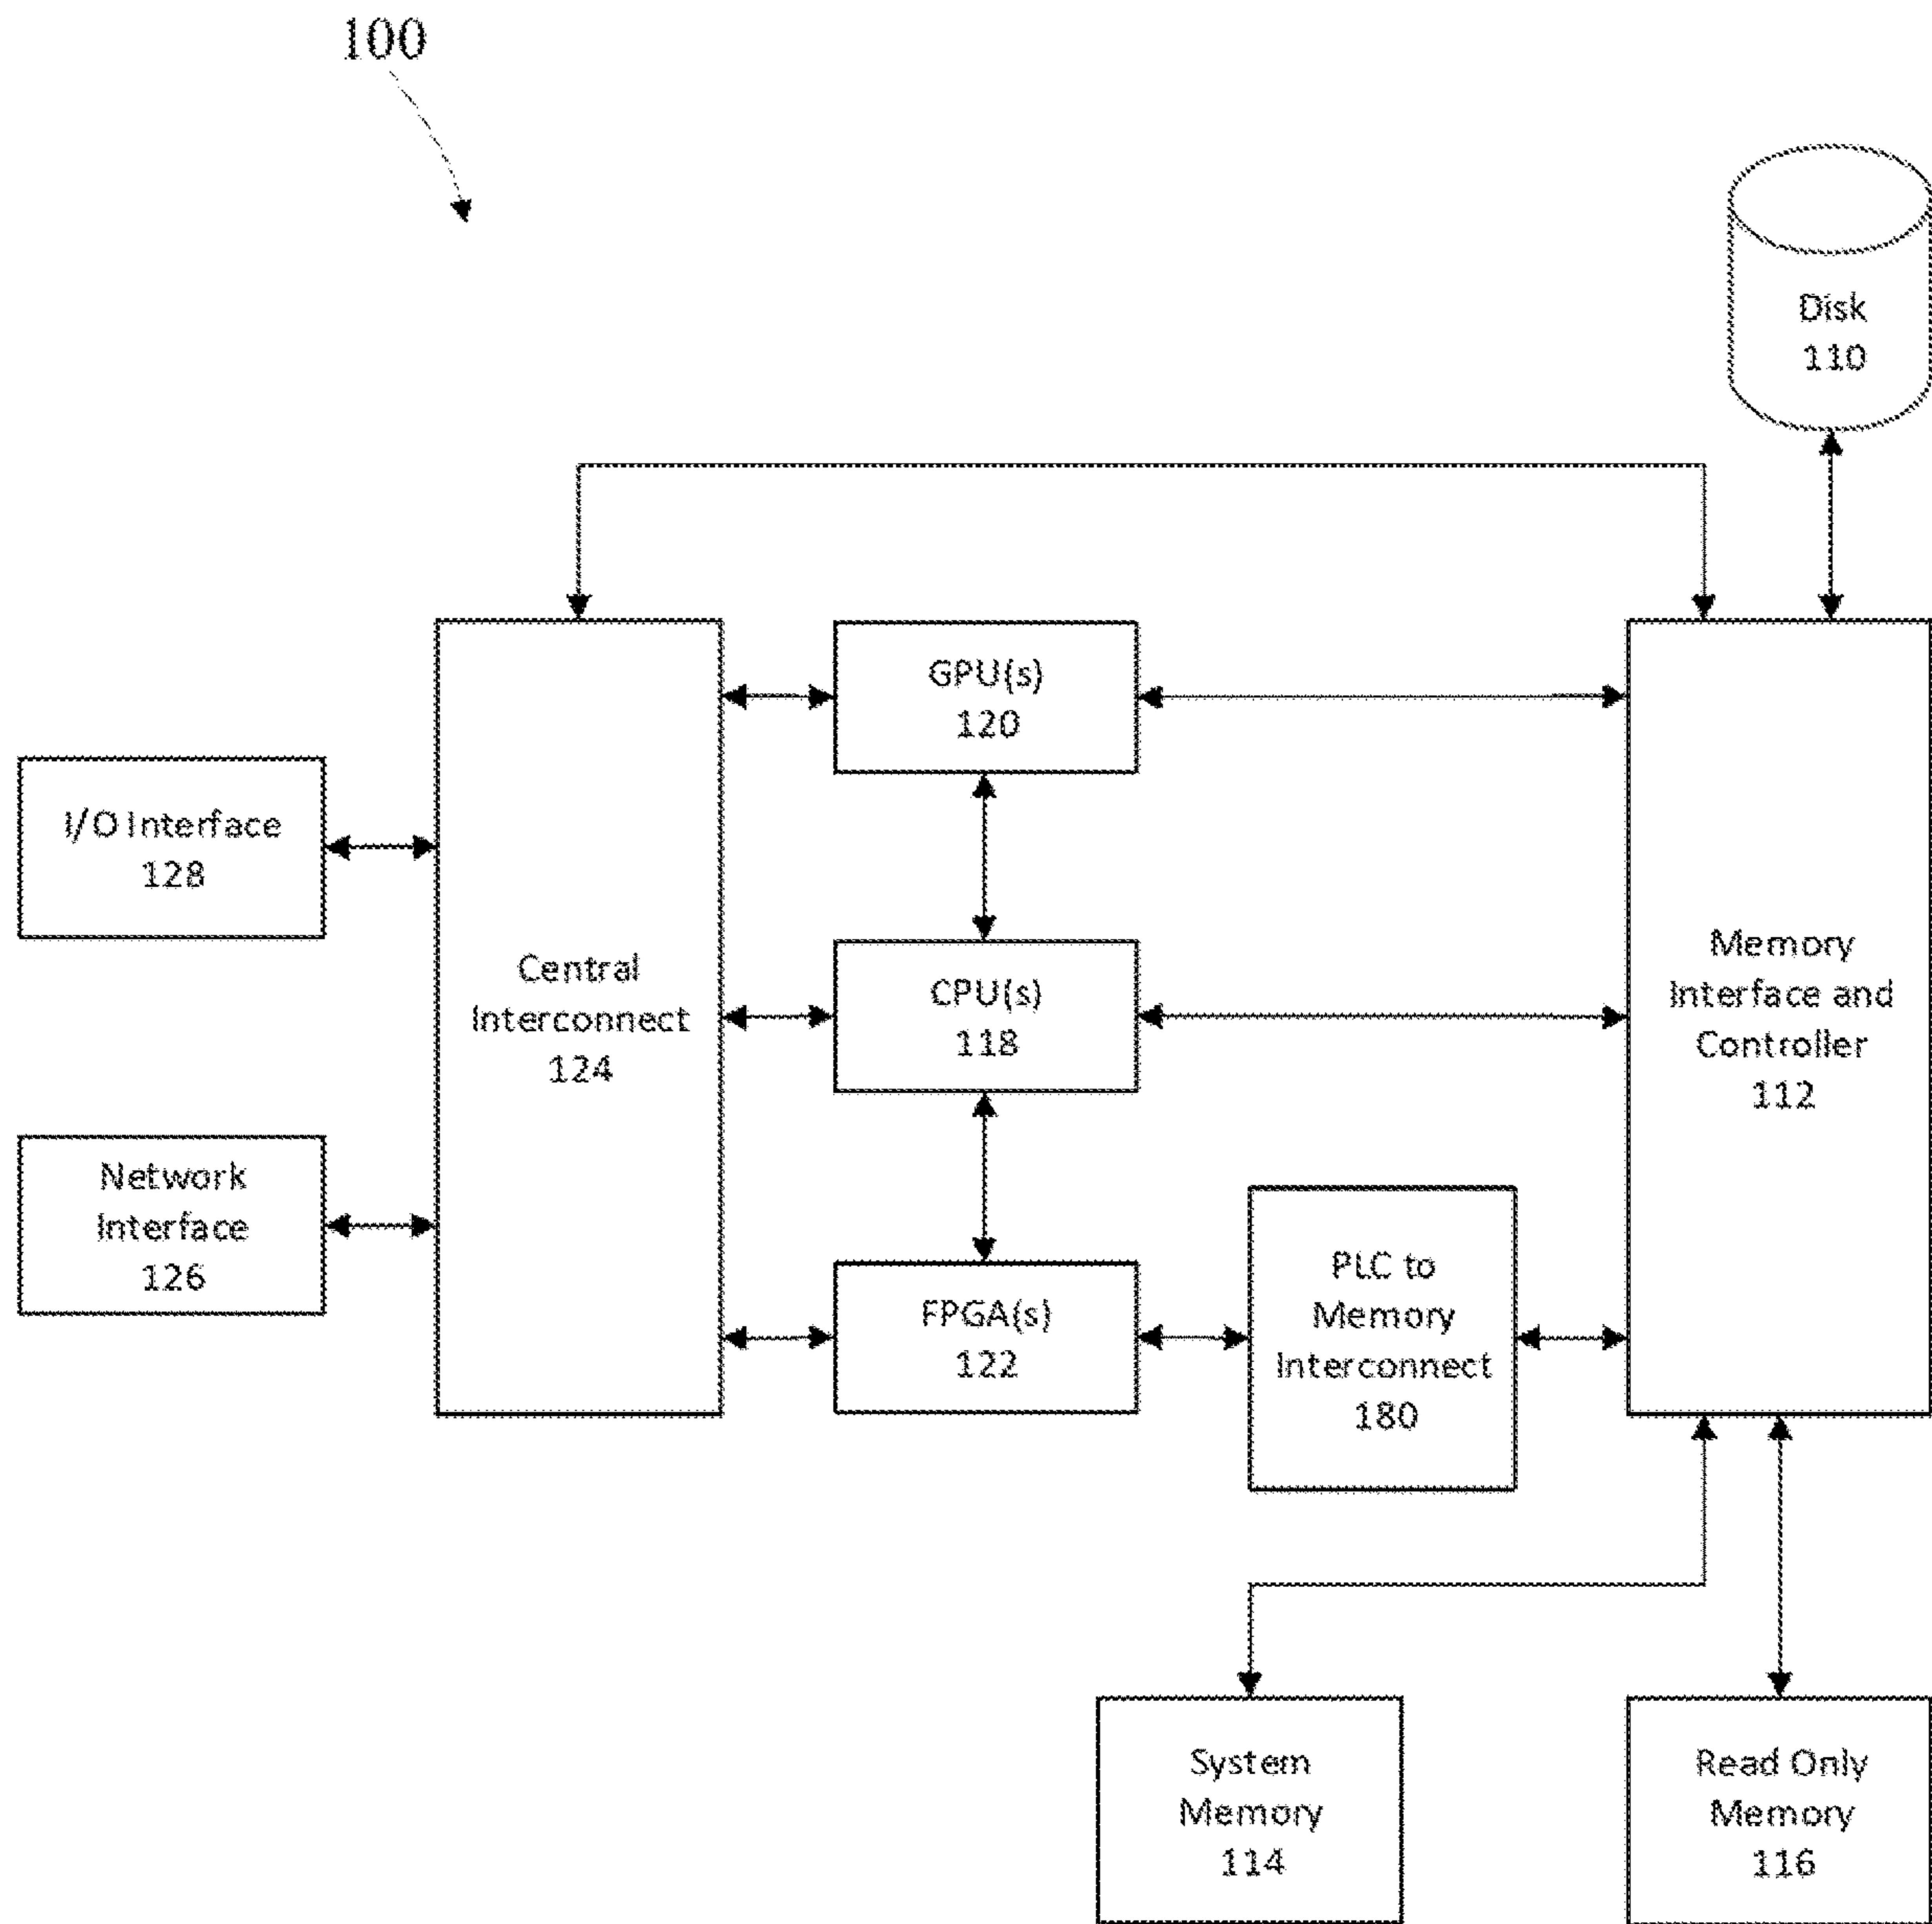 100
Disk
110
GPU(s)
120
I/O Interface
128
Central
Interconnect
124
CPU(s)
118
Memory
Interface and
Controller
112
Network
Interface
126
FPGA(s)
122
PLC to
Memory
Interconnect
180
System
Memory
114
Read Only
Memory
116